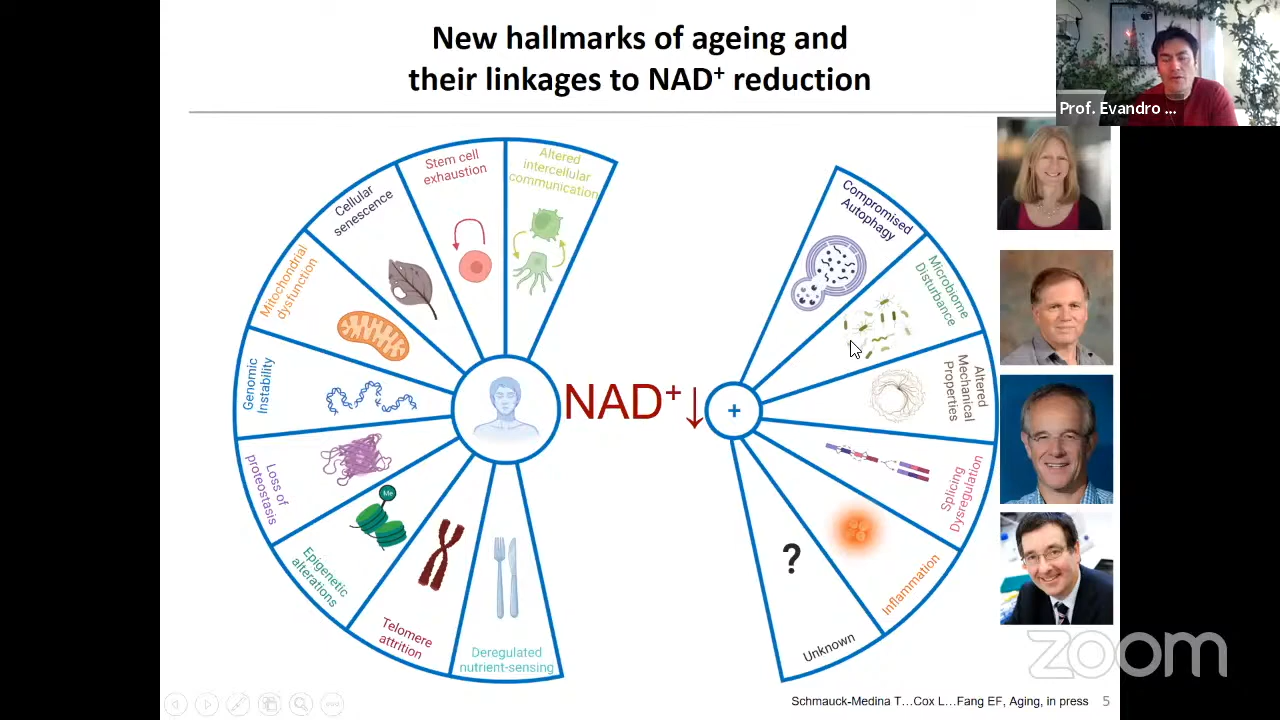 New hallmarks of ageing and
their linkages to NAD⁺ reduction
Prof. Evandro ...
Altered
intercellular
communication
Stem cell
exhaustion
Cellular
senescence
Mitochondrial
dysfunction
Genomic
Instability
Loss of
proteostasis
Epigenetic
alterations
Me
Telomere
attrition
Deregulated
nutrient-sensing
NAD⁺↓
+
Compromised
Autophagy
Microbiome
Disturbance
Altered
Mechanical
Properties
Splicing
Dysregulation
Inflammation
?
Unknown
zoom
Schmauck-Medina T...Cox L...Fang EF, Aging, in press
5